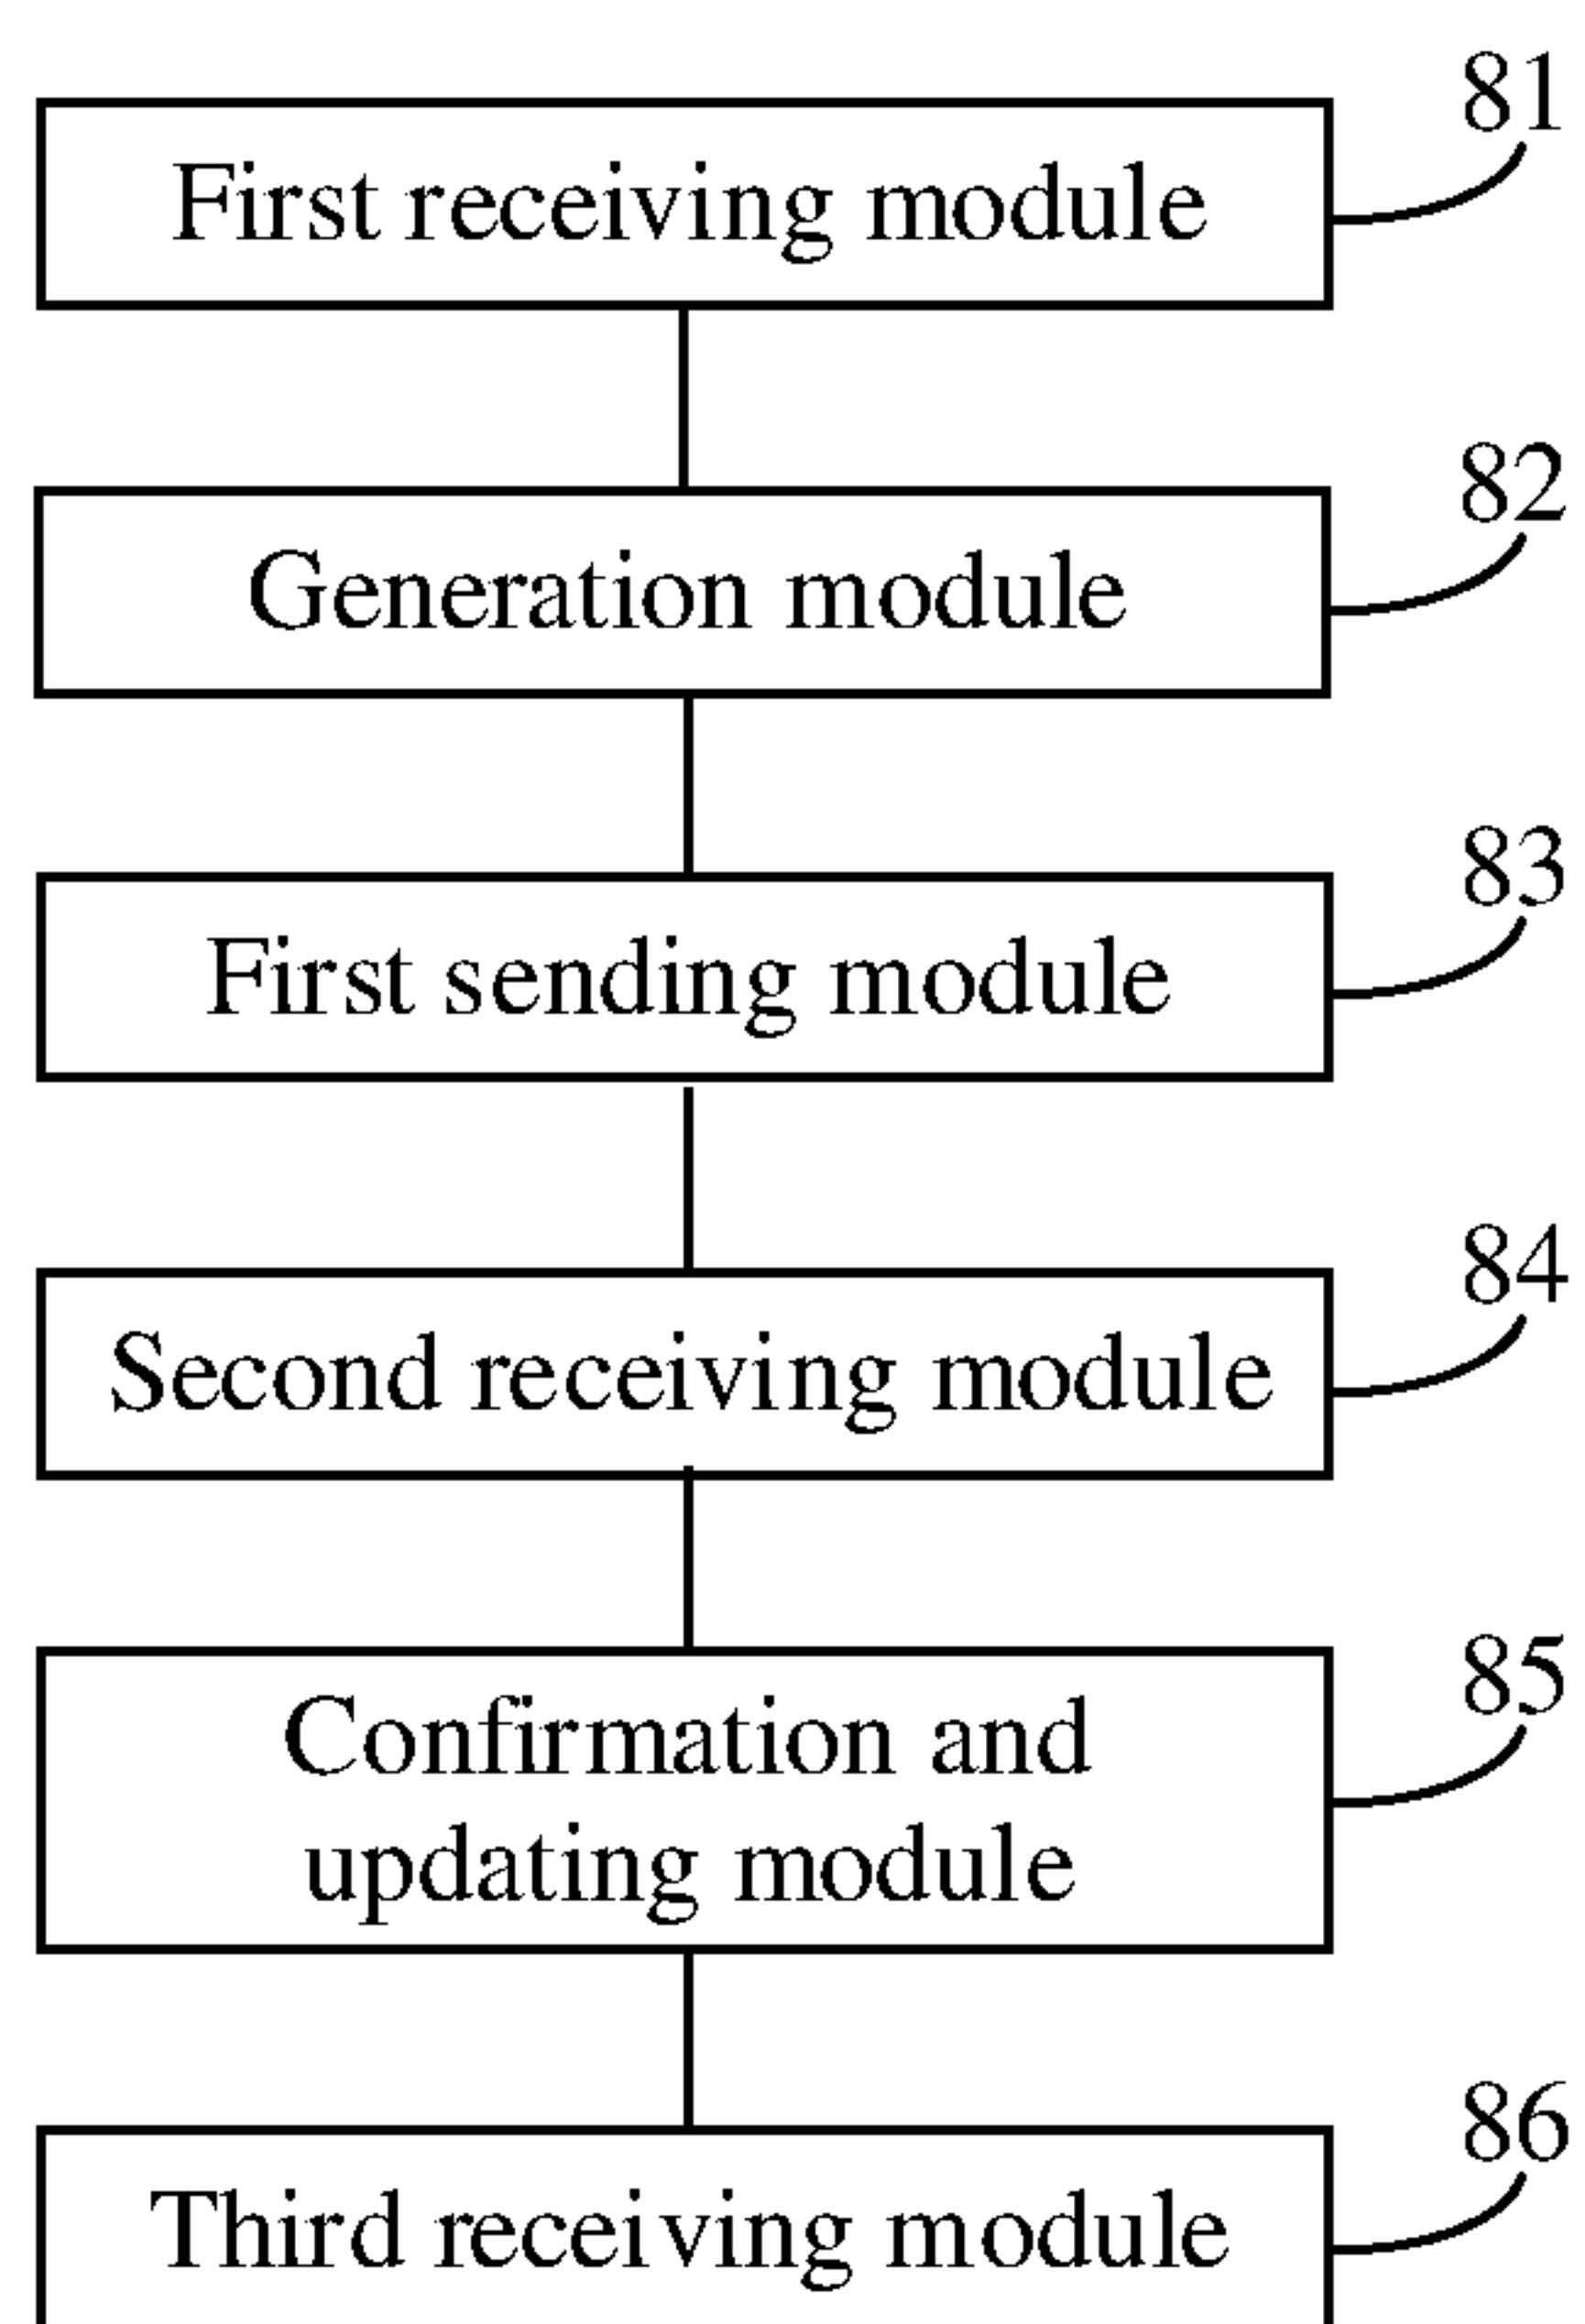 81
First receiving module
82
Generation module
83
First sending module
84
Second receiving module
85
Confirmation and
updating module
86
Third receiving module